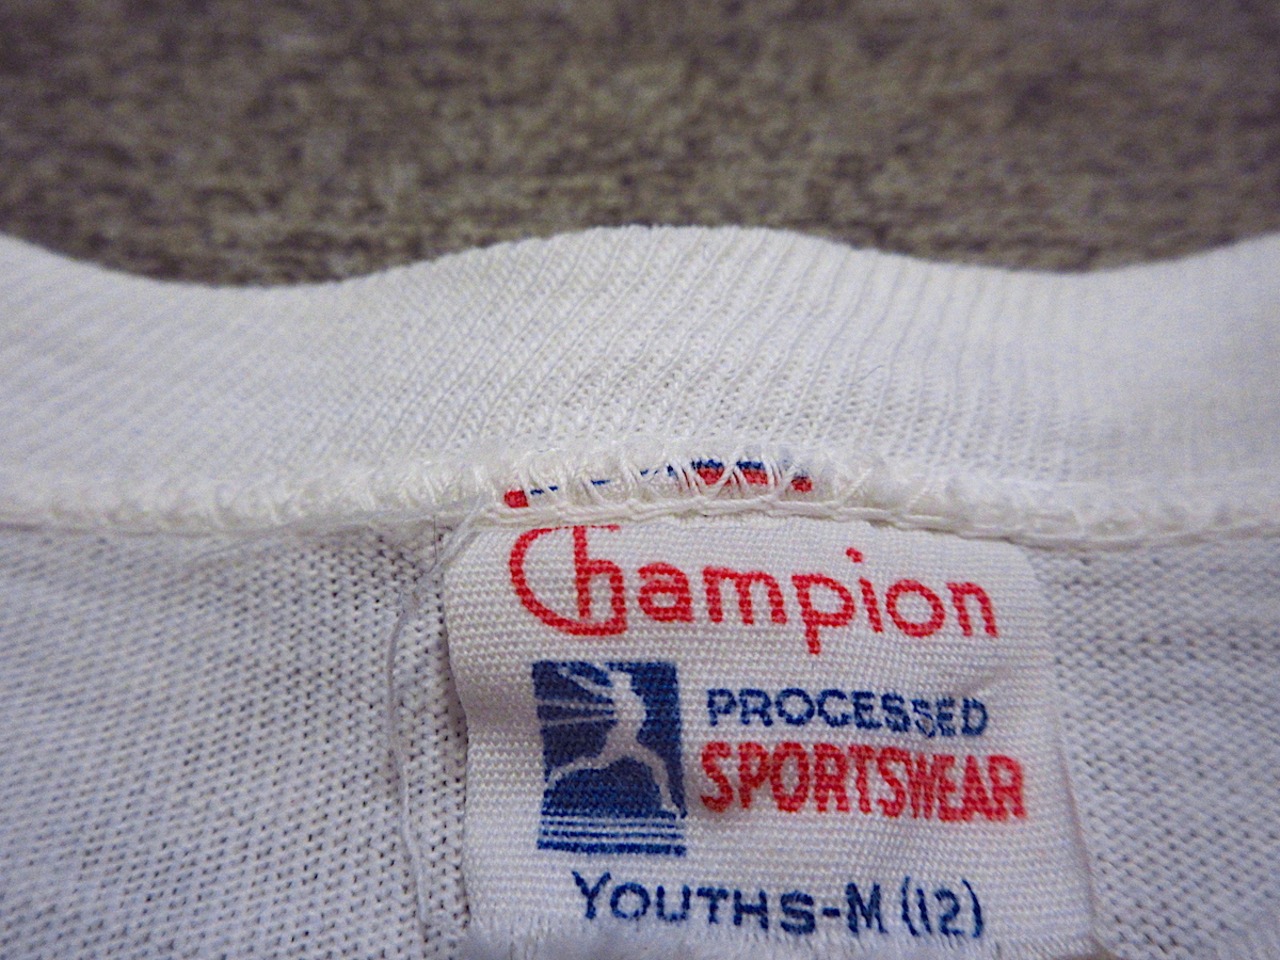 Champion
PROCESSED
SPORTSWEAR
YOUTHS-M (12)